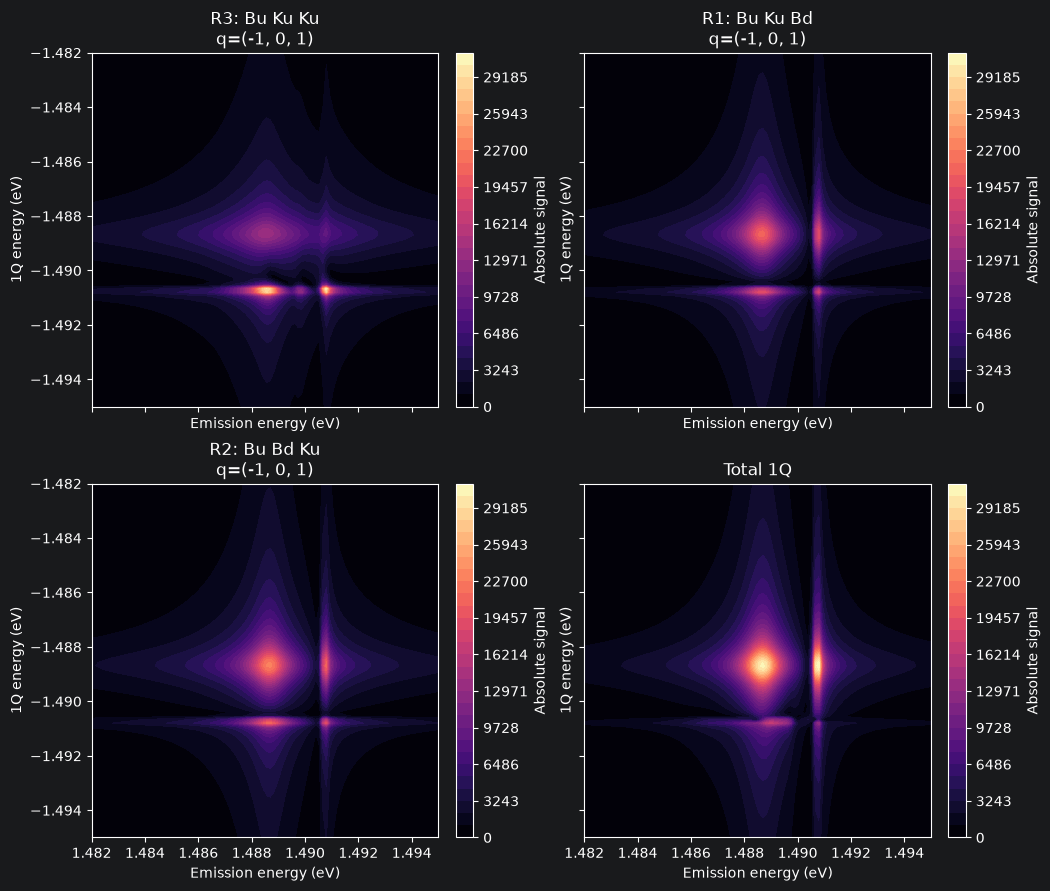 R3: Bu Ku Ku
q=(-1, 0, 1)
R1: Bu Ku Bd
q=(-1, 0, 1)
−1.482
−1.484
−1.486
−1.488
−1.490
−1.492
−1.494
1Q energy (eV)
Emission energy (eV)
29185
25943
22700
19457
16214
12971
9728
6486
3243
0
Absolute signal
1Q energy (eV)
Emission energy (eV)
29185
25943
22700
19457
16214
12971
9728
6486
3243
0
Absolute signal
R2: Bu Bd Ku
q=(-1, 0, 1)
Total 1Q
−1.482
−1.484
−1.486
−1.488
−1.490
−1.492
−1.494
1Q energy (eV)
1.482 1.484 1.486 1.488 1.490 1.492 1.494
Emission energy (eV)
29185
25943
22700
19457
16214
12971
9728
6486
3243
0
Absolute signal
1Q energy (eV)
1.482 1.484 1.486 1.488 1.490 1.492 1.494
Emission energy (eV)
29185
25943
22700
19457
16214
12971
9728
6486
3243
0
Absolute signal